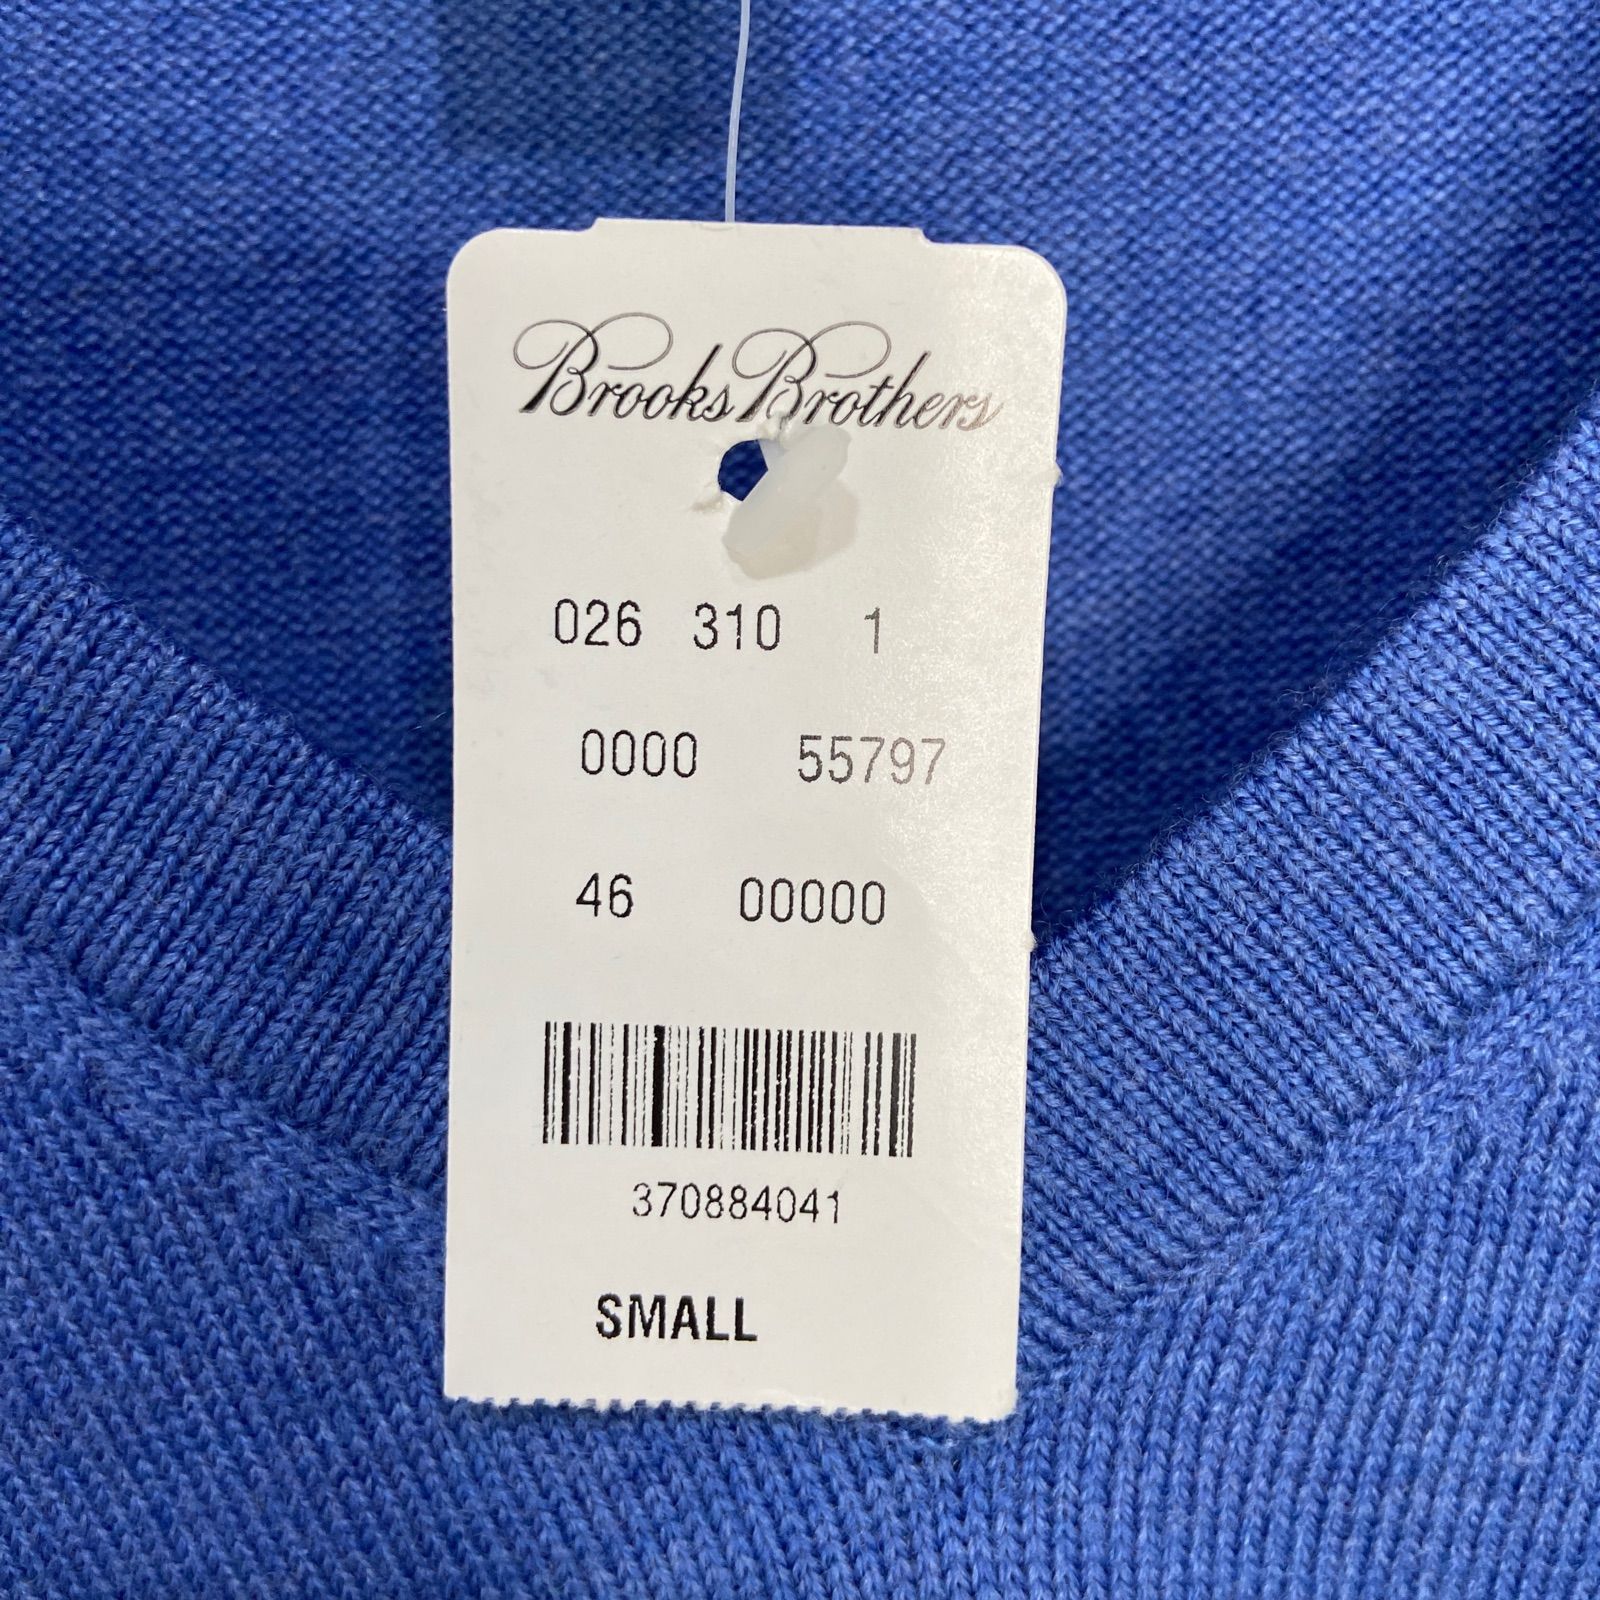 Brooks Brothers
026 310 1
0000 55797
46 00000
370884041
SMALL